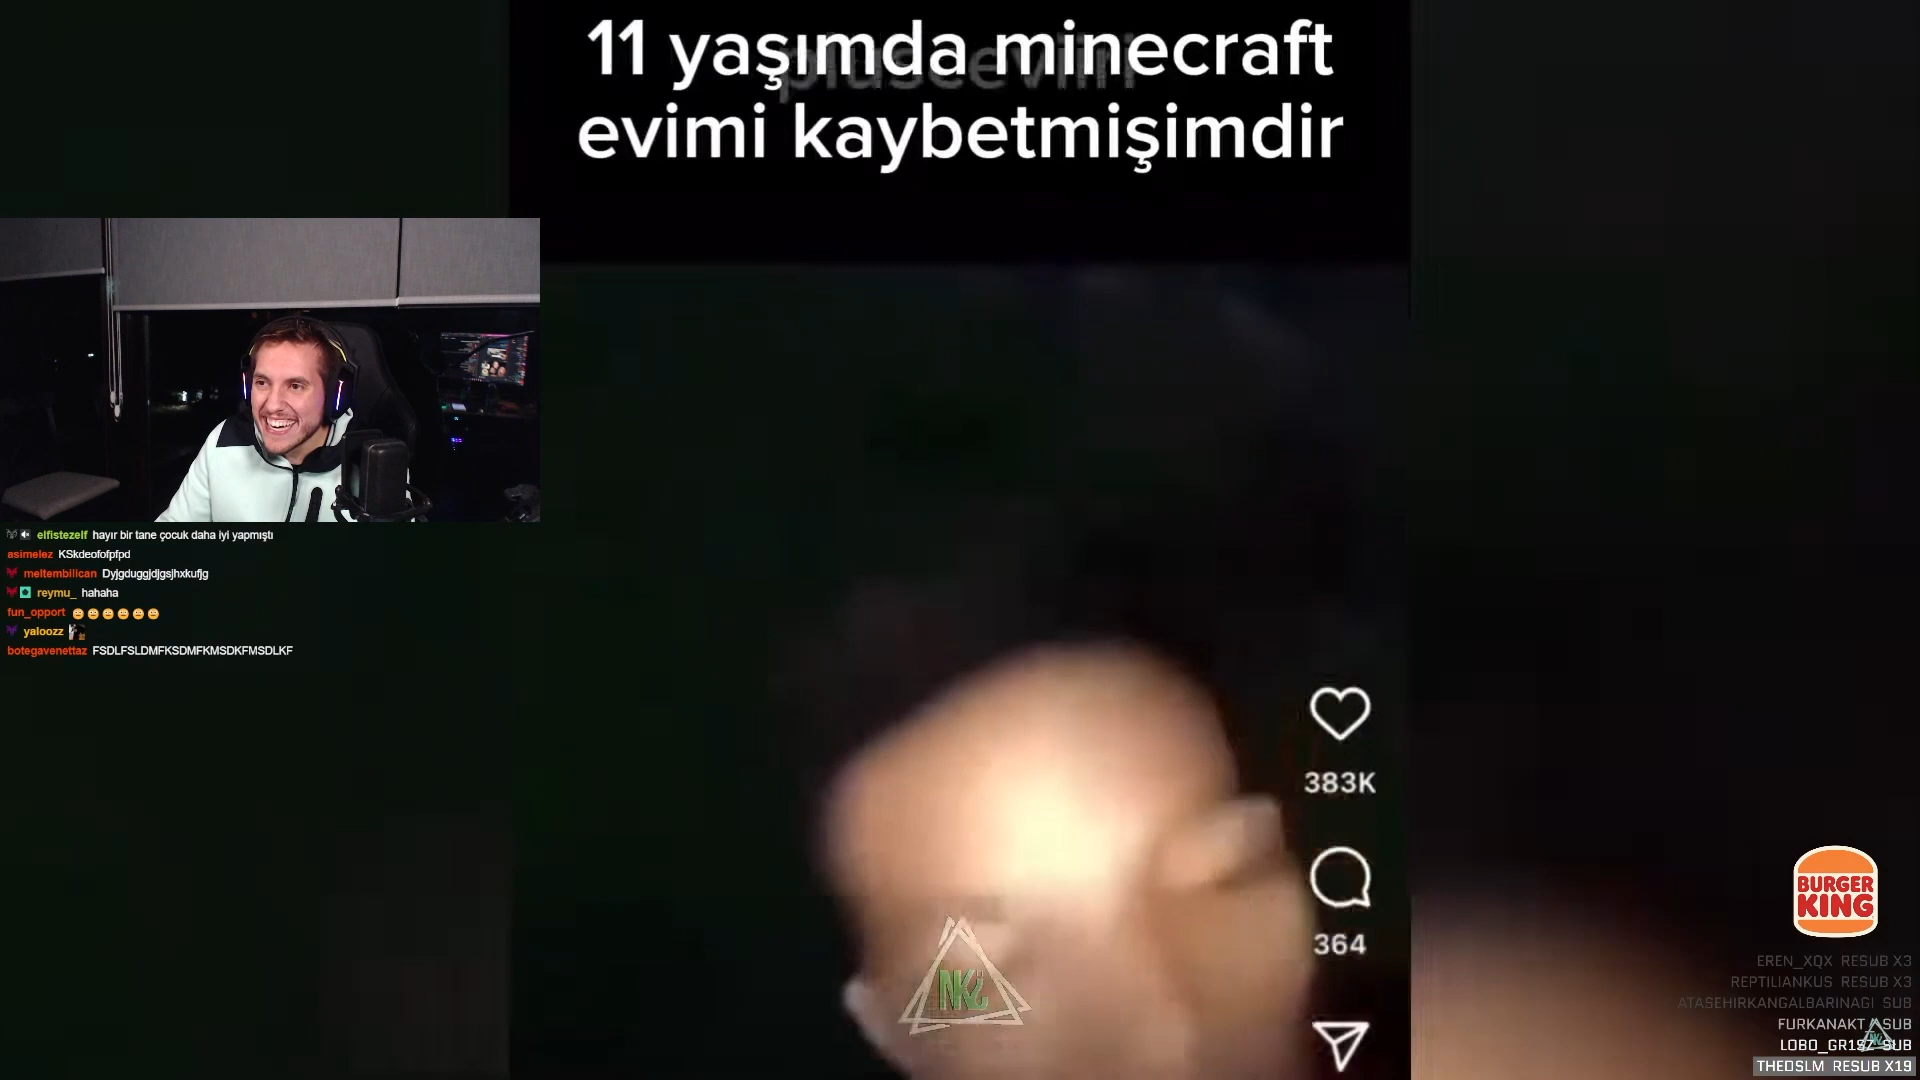 11 yaşımda minecraft
evimi kaybetmişimdir
elfistezelf hayır bir tane çocuk daha iyi yapmıştı
asimelez KSkdeofofpfpd
meltembilican Dyjgduggjdjgsjhxkufjg
reymu_ hahaha
fun_opport
yaloozz
botegavenettaz FSDLFSLDMFKSDMFKMSDKFMSDLKF
383K
364
BURGER
KING
EREN_XQX RESUB X3
REPTILIANKUS RESUB X3
ATASEHIRKANGALBARINAGI SUB
FURKANAKT SUB
LOBO_GR1SZ SUB
THEOSLM RESUB X19